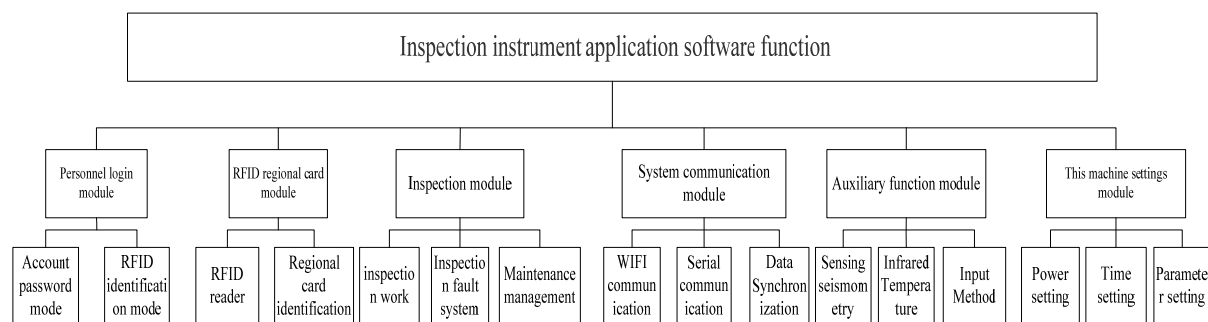 Inspection instrument application software function
Personnel login
module
RFID regional card
module
Inspection module
System communication
module
Auxiliary function module
This machine settings
module
Account
password
mode
RFID
identificati
on mode
RFID
reader
Regional
card
identification
inspectio
n work
Inspectio
n fault
system
Maintenance
management
WIFI
commun
ication
Serial
commun
ication
Data
Synchron
ization
Sensing
seismom
etry
Infrared
Tempera
ture
Input
Method
Power
setting
Time
setting
Paramete
r setting